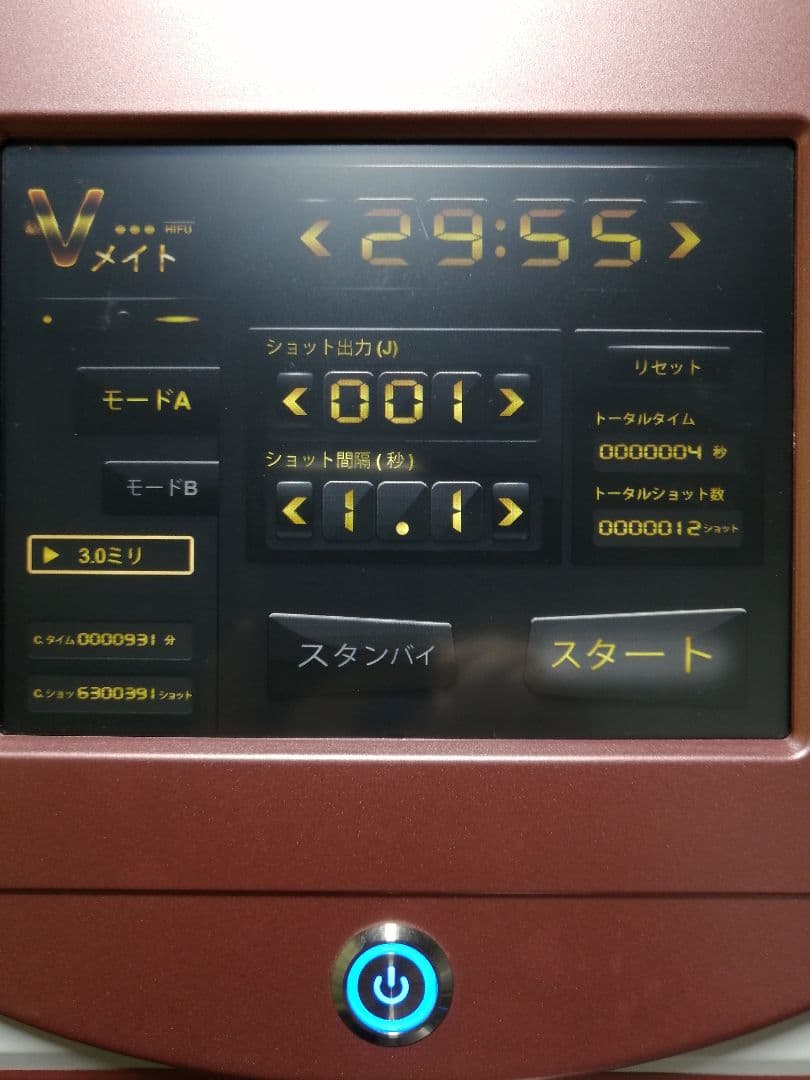 V HIFU
メイト
29:55
ショット出力(J)
001
ショット間隔(秒)
1.1
リセット
トータルタイム
0000004 秒
トータルショット数
0000012ショット
モードA
モードB
3.0ミリ
C.タイム0000931 分
C.ショッ6300391ショット
スタンバイ
スタート